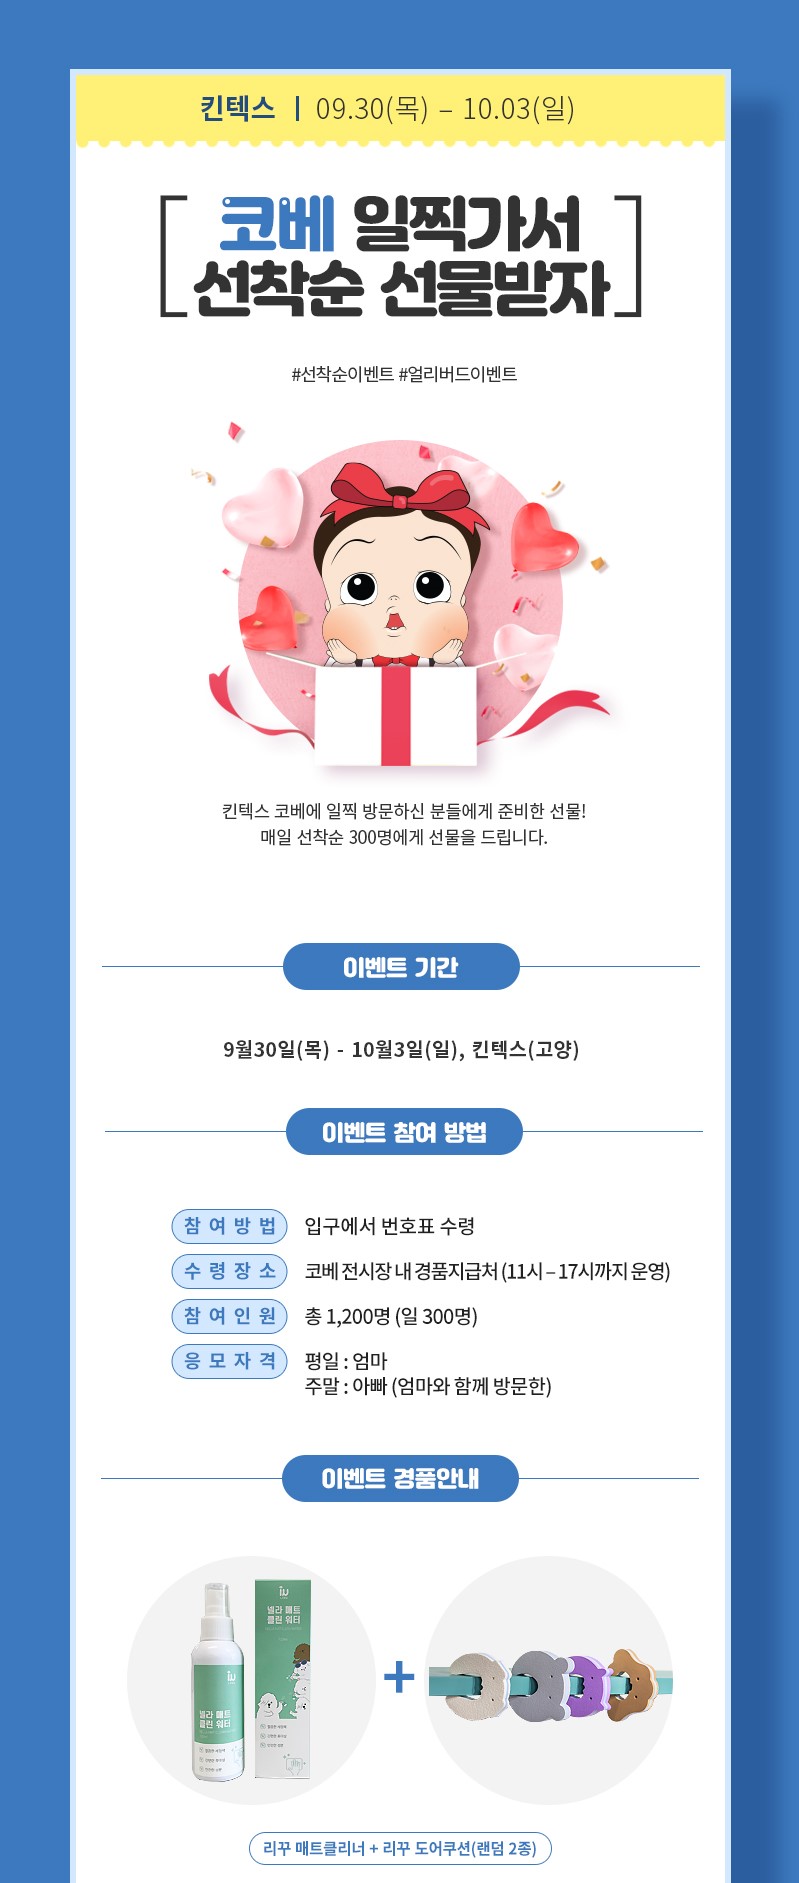 킨텍스 | 09.30(목) – 10.03(일)
코베 일찍가서
선착순 선물받자
#선착순이벤트 #얼리버드이벤트
킨텍스 코베에 일찍 방문하신 분들에게 준비한 선물!
매일 선착순 300명에게 선물을 드립니다.
이벤트 기간
9월30일(목) - 10월3일(일), 킨텍스(고양)
이벤트 참여 방법
참여방법 입구에서 번호표 수령
수령장소 코베 전시장 내 경품지급처 (11시 – 17시까지 운영)
참여인원 총 1,200명 (일 300명)
응모자격 평일 : 엄마
주말 : 아빠 (엄마와 함께 방문한)
이벤트 경품안내
넬라 매트
클린 워터
넬라 매트
클린 워터
+
리꾸 매트클리너 + 리꾸 도어쿠션(랜덤 2종)